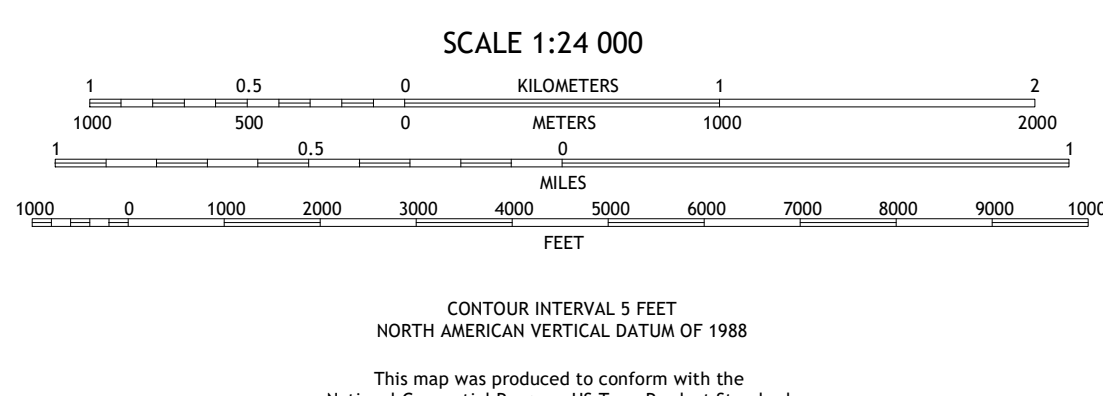 SCALE 1:24 000
1 0.5 0 KILOMETERS 1 2
1000 500 0 METERS 1000 2000
1 0.5 0 1
MILES
1000 0 1000 2000 3000 4000 5000 6000 7000 8000 9000 1000
FEET
CONTOUR INTERVAL 5 FEET
NORTH AMERICAN VERTICAL DATUM OF 1988
This map was produced to conform with the